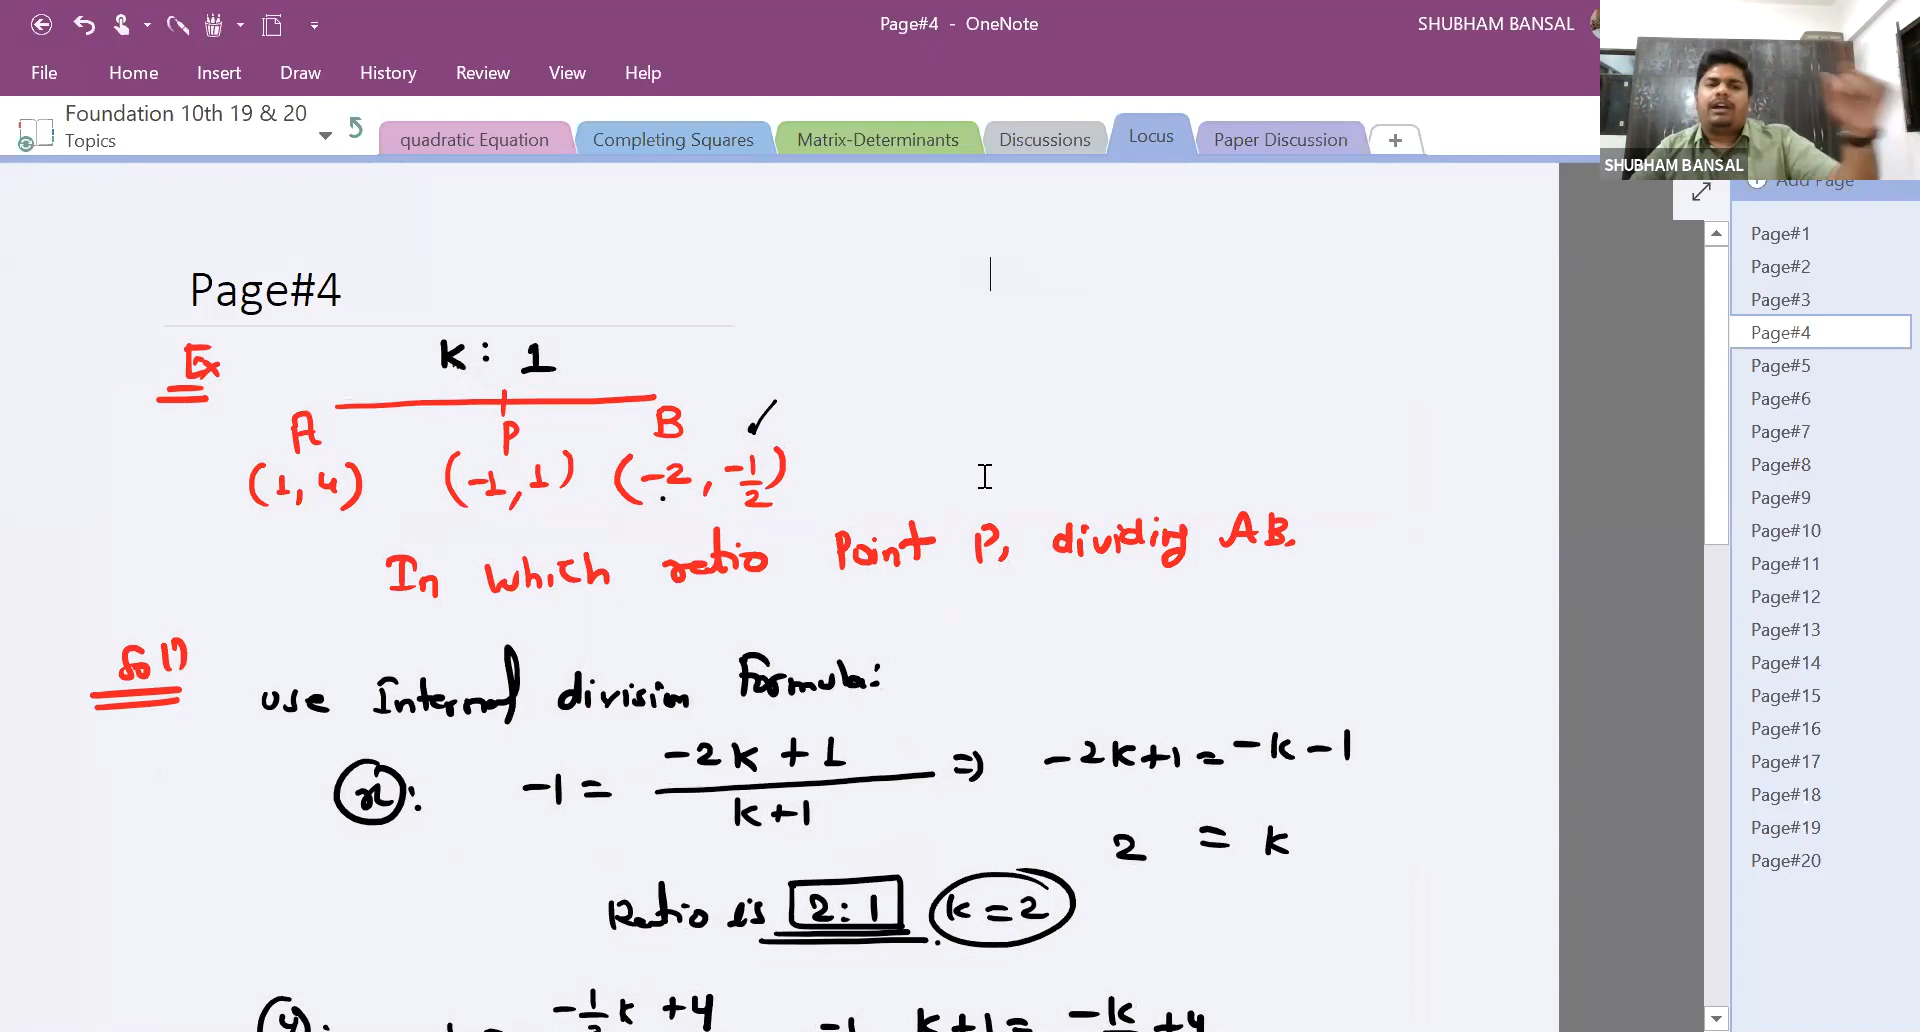 Page#4 - OneNote
SHUBHAM BANSAL
File Home Insert Draw History Review View Help
Foundation 10th 19 & 20
Topics
quadratic Equation Completing Squares Matrix-Determinants Discussions Locus Paper Discussion +
SHUBHAM BANSAL
Add Page
Page#1
Page#2
Page#3
Page#4
Page#5
Page#6
Page#7
Page#8
Page#9
Page#10
Page#11
Page#12
Page#13
Page#14
Page#15
Page#16
Page#17
Page#18
Page#19
Page#20
Page#4
Ex
k : 1
A P B ✓
(1, 4) (-1, 1) (-2, -1/2)
In which ratio Point P, dividing AB.
Sol)
Use Internal division Formula:
x: -1 = (-2k + 1)/(k+1) ⇒ -2k+1 = -k-1
2 = k
Ratio is 2:1. k=2
y:
k +4
k+1 = -k +4